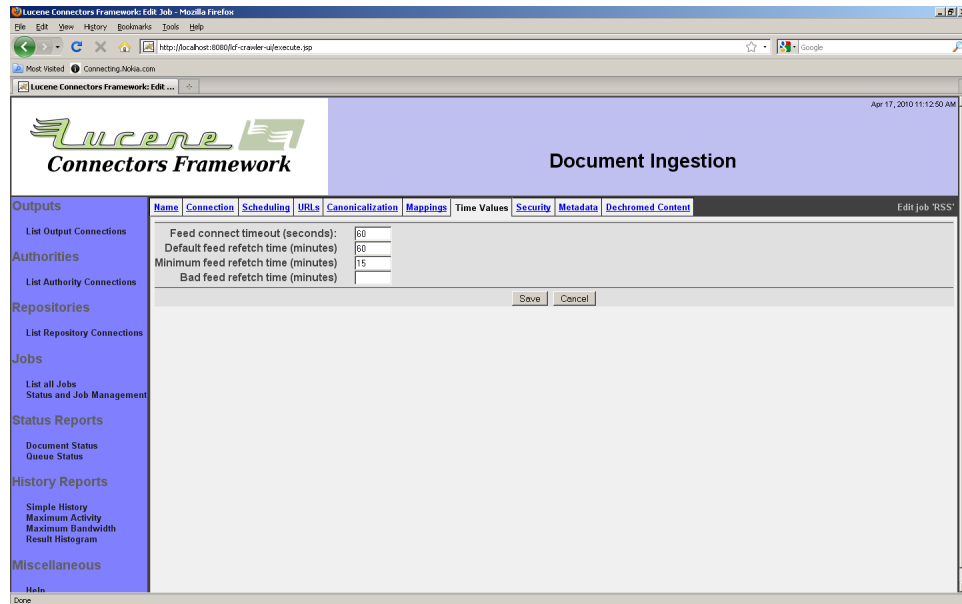 Lucene Connectors Framework: Edit Job - Mozilla Firefox
File Edit View History Bookmarks Tools Help
http://localhost:8080/lcf-crawler-ui/execute.jsp
Google
Most Visited Connecting.Nokia.com
Lucene Connectors Framework: Edit ...
Apr 17, 2010 11:12:50 AM
Lucene
Connectors Framework
Document Ingestion
Outputs
List Output Connections
Authorities
List Authority Connections
Repositories
List Repository Connections
Jobs
List all Jobs
Status and Job Management
Status Reports
Document Status
Queue Status
History Reports
Simple History
Maximum Activity
Maximum Bandwidth
Result Histogram
Miscellaneous
Help
Name Connection Scheduling URLs Canonicalization Mappings Time Values Security Metadata Dechromed Content Edit job 'RSS'
Feed connect timeout (seconds): 60
Default feed refetch time (minutes) 60
Minimum feed refetch time (minutes) 15
Bad feed refetch time (minutes)
Save Cancel
Done